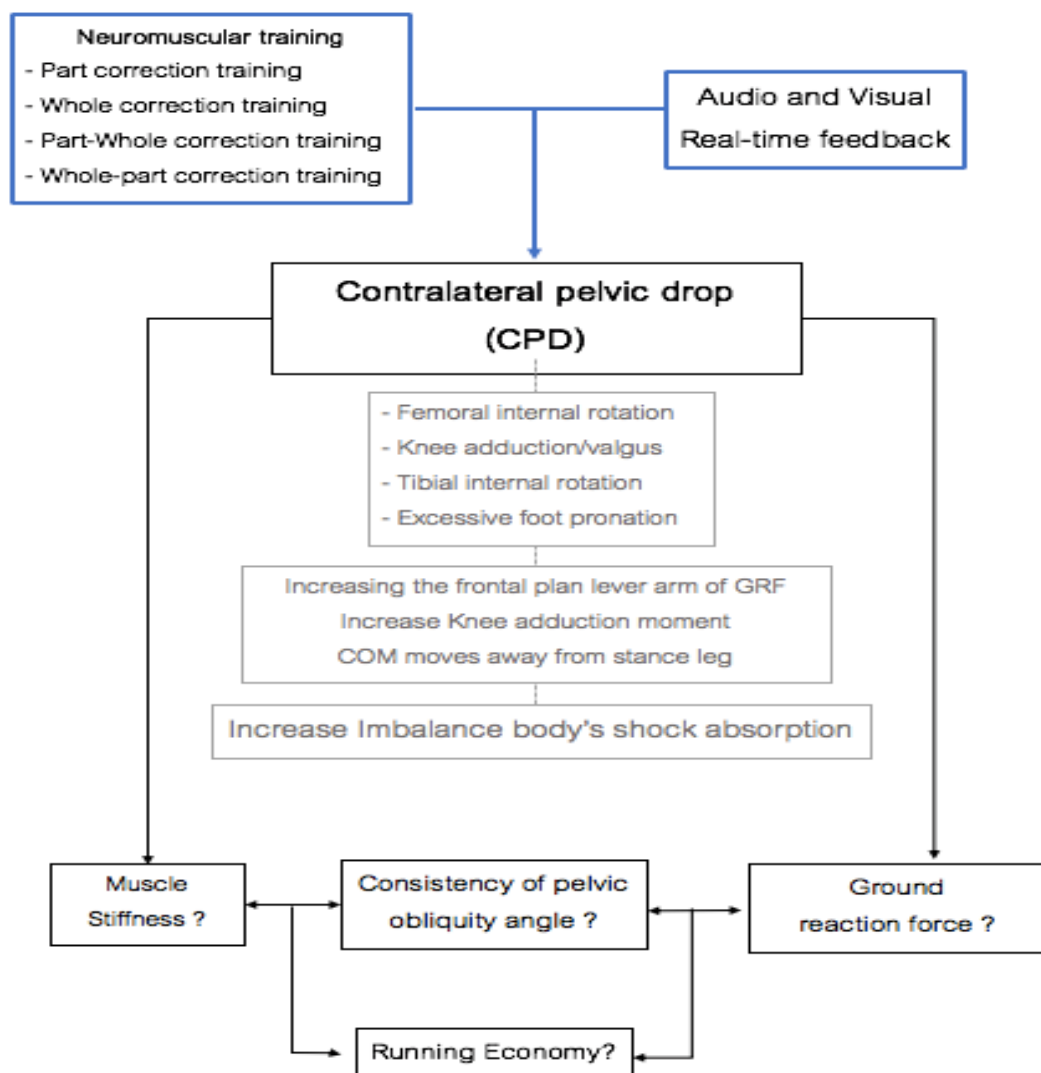 Neuromuscular training
- Part correction training
- Whole correction training
- Part-Whole correction training
- Whole-part correction training
Audio and Visual
Real-time feedback
Contralateral pelvic drop
(CPD)
- Femoral internal rotation
- Knee adduction/valgus
- Tibial internal rotation
- Excessive foot pronation
Increasing the frontal plan lever arm of GRF
Increase Knee adduction moment
COM moves away from stance leg
Increase Imbalance body's shock absorption
Muscle
Stiffness ?
Consistency of pelvic
obliquity angle ?
Ground
reaction force ?
Running Economy?